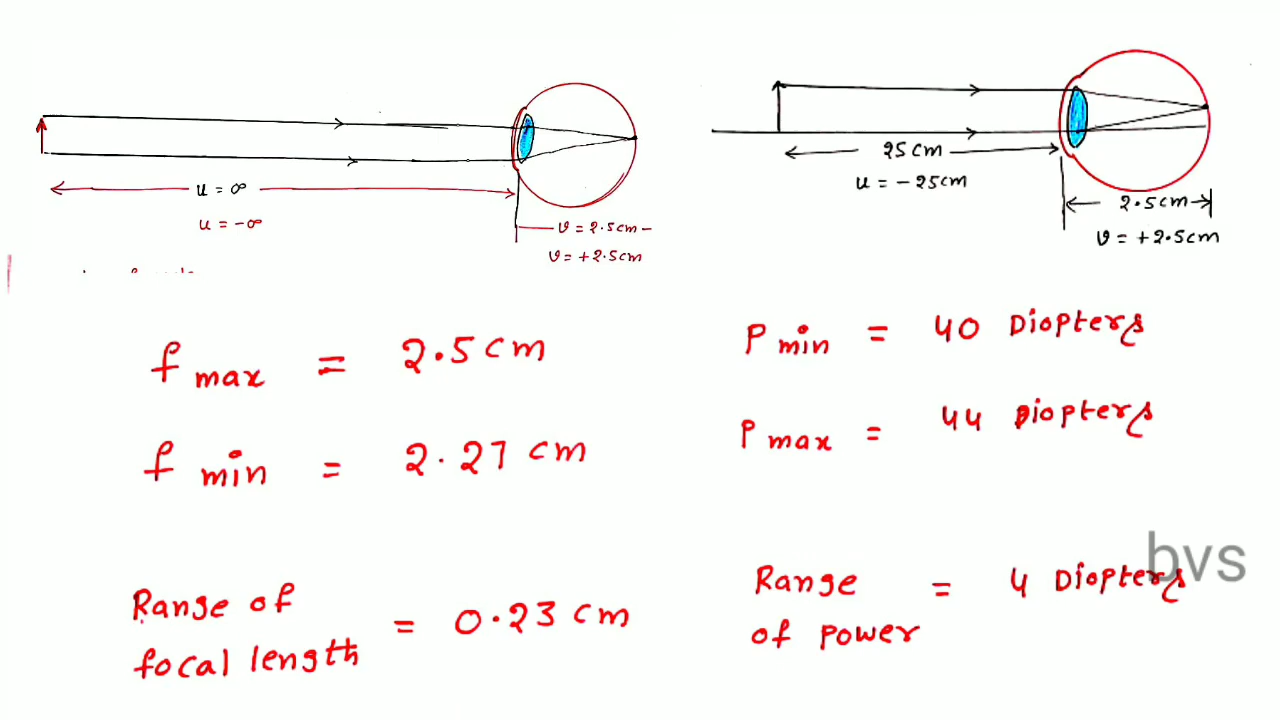 u = ∞
u = -∞
v = 2.5cm
v = +2.5cm
25cm
u = -25cm
2.5cm
v = +2.5cm
f max = 2.5 cm
f min = 2.27 cm
Range of
focal length = 0.23 cm
P min = 40 Diopters
P max = 44 Diopters
Range
of power = 4 Diopters
bvs